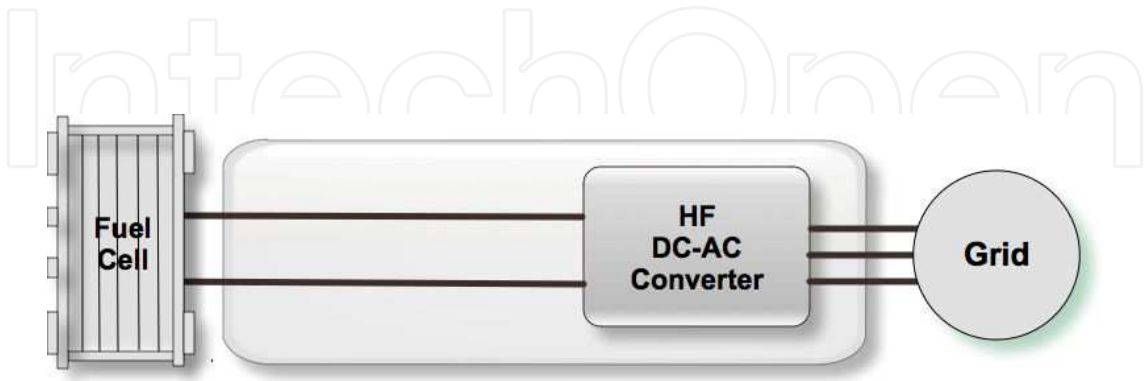 IntechOpen
Fuel
Cell
HF
DC-AC
Converter
Grid